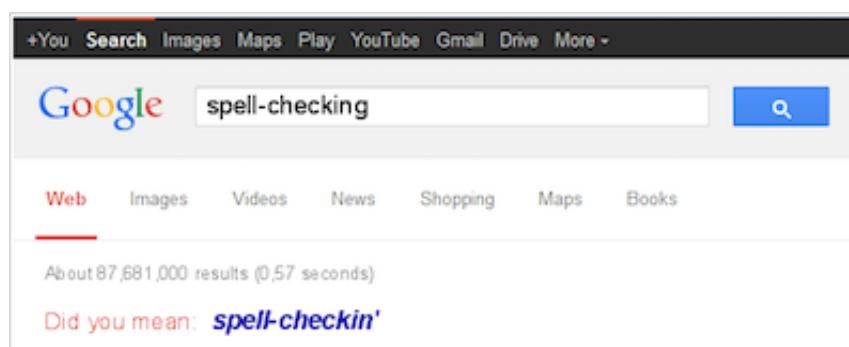 +You Search Images Maps Play YouTube Gmail Drive More
Google spell-checking
Web Images Videos News Shopping Maps Books
About 87,681,000 results (0,57 seconds)
Did you mean: spell-checkin'